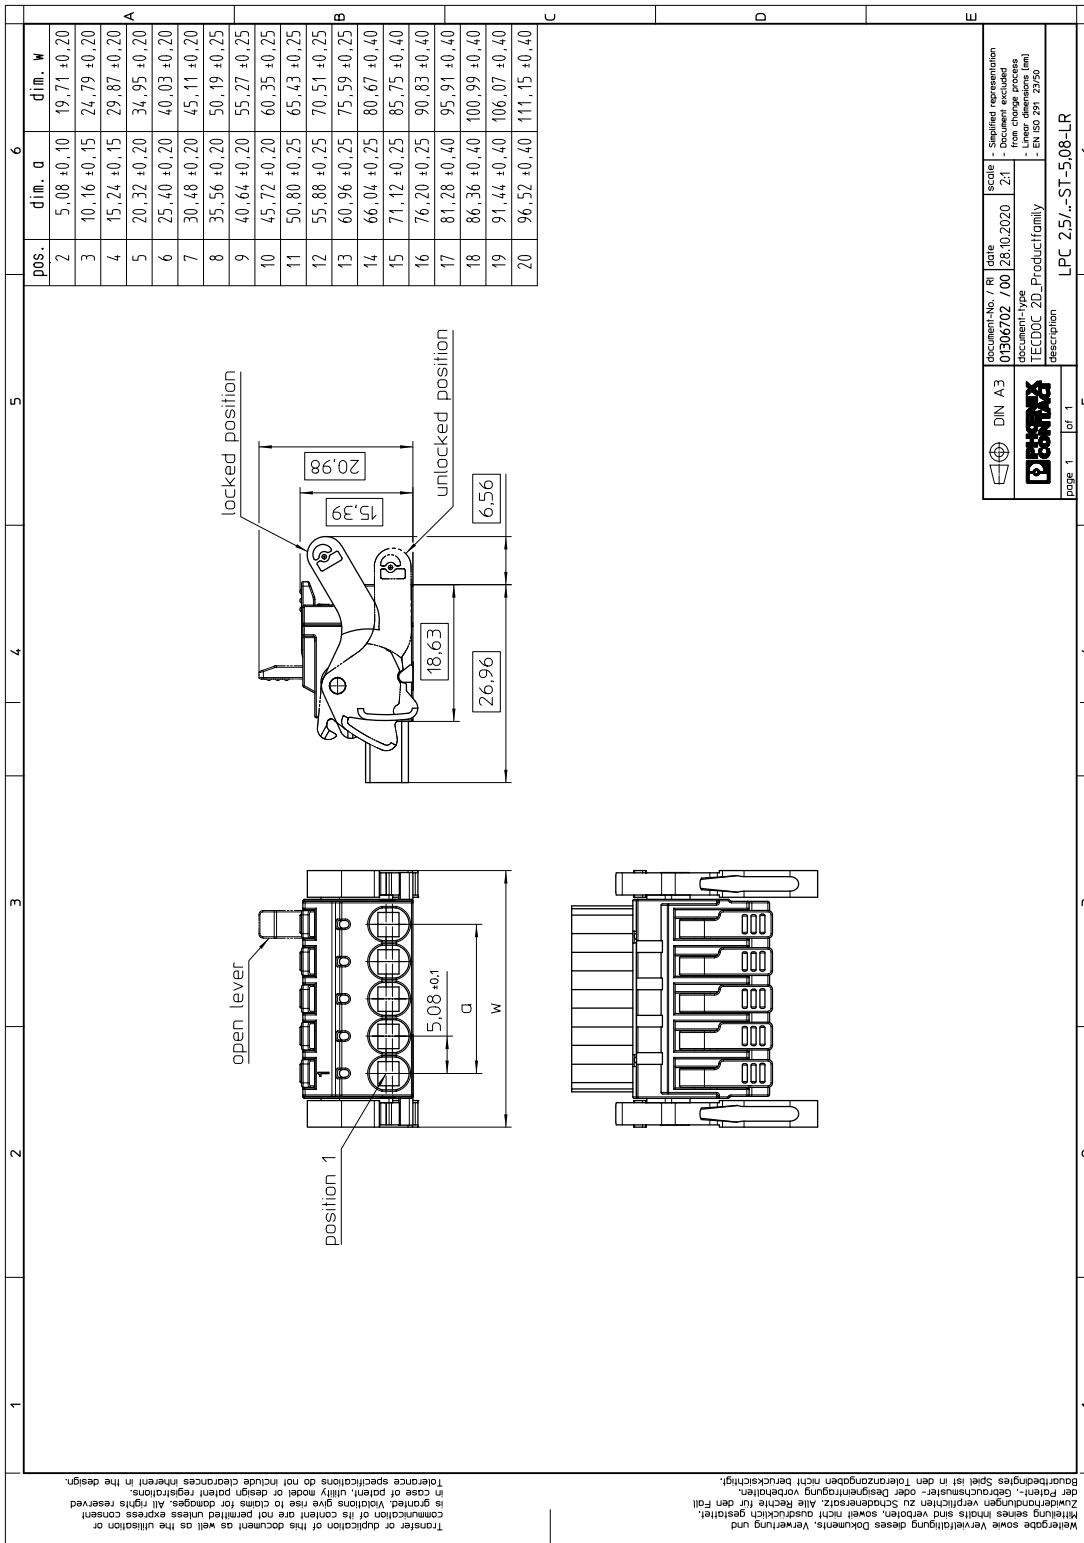 A
B
C
D
E
6
5
4
3
2
1
pos. dim. a dim. w
2 5,08 ±0,10 19,71 ±0,20
3 10,16 ±0,15 24,79 ±0,20
4 15,24 ±0,15 29,87 ±0,20
5 20,32 ±0,20 34,95 ±0,20
6 25,40 ±0,20 40,03 ±0,20
7 30,48 ±0,20 45,11 ±0,20
8 35,56 ±0,20 50,19 ±0,25
9 40,64 ±0,20 55,27 ±0,25
10 45,72 ±0,20 60,35 ±0,25
11 50,80 ±0,25 65,43 ±0,25
12 55,88 ±0,25 70,51 ±0,25
13 60,96 ±0,25 75,59 ±0,25
14 66,04 ±0,25 80,67 ±0,40
15 71,12 ±0,25 85,75 ±0,40
16 76,20 ±0,25 90,83 ±0,40
17 81,28 ±0,40 95,91 ±0,40
18 86,36 ±0,40 100,99 ±0,40
19 91,44 ±0,40 106,07 ±0,40
20 96,52 ±0,40 111,15 ±0,40
locked position
unlocked position
20,98
15,39
6,56
18,63
26,96
open lever
position 1
1
5,08 ±0,1
a
w
DIN A3
PHOENIX
CONTACT
page 1 of 1
document-No. / RI
01306702 / 00
date
28.10.2020
scale
2:1
- Simplified representation
- Document excluded
from change process
- Linear dimensions [mm]
- EN ISO 291 23/50
document-type
TECDOC 2D_Productfamily
description
LPC 2,5/..-ST-5,08-LR
Transfer or duplication of this document as well as the utilisation or
communication of its content are not permitted unless express consent
is granted. Violations give rise to claims for damages. All rights reserved
in case of patent, utility model or design patent registrations.
Tolerance specifications do not include clearances inherent in the design.
Weitergabe sowie Vervielfältigung dieses Dokuments, Verwertung und
Mitteilung seines Inhalts sind verboten, soweit nicht ausdrücklich gestattet.
Zuwiderhandlungen verpflichten zu Schadenersatz. Alle Rechte für den Fall
der Patent-, Gebrauchsmuster- oder Designeintragung vorbehalten.
Bauartbedingtes Spiel ist in den Toleranzangaben nicht berücksichtigt.